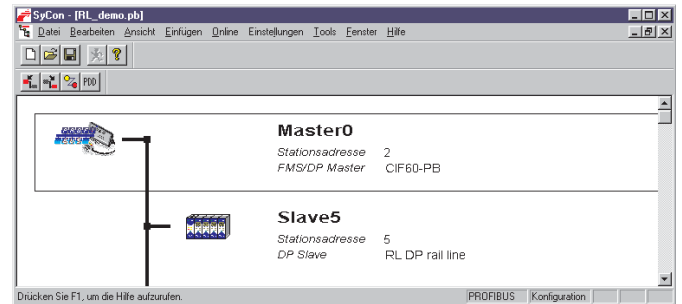 SyCon - [RL_demo.pb]
Datei Bearbeiten Ansicht Einfügen Online Einstellungen Tools Fenster Hilfe
PDD
Master0
Stationsadresse 2
FMS/DP Master CIF60-PB
Slave5
Stationsadresse 5
DP Slave RL DP rail line
Drücken Sie F1, um die Hilfe aufzurufen. PROFIBUS Konfiguration